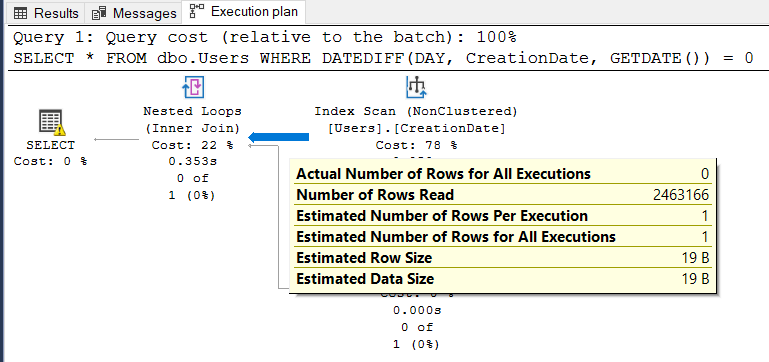 Results Messages Execution plan
Query 1: Query cost (relative to the batch): 100%
SELECT * FROM dbo.Users WHERE DATEDIFF(DAY, CreationDate, GETDATE()) = 0
SELECT
Cost: 0 %
Nested Loops
(Inner Join)
Cost: 22 %
0.353s
0 of
1 (0%)
Index Scan (NonClustered)
[Users].[CreationDate]
Cost: 78 %
Actual Number of Rows for All Executions 0
Number of Rows Read 2463166
Estimated Number of Rows Per Execution 1
Estimated Number of Rows for All Executions 1
Estimated Row Size 19 B
Estimated Data Size 19 B
0.000s
0 of
1 (0%)